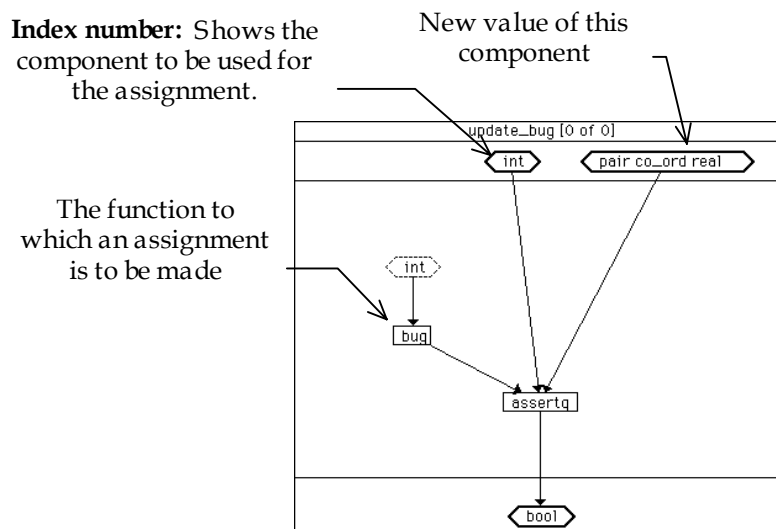 Index number: Shows the
component to be used for
the assignment.
New value of this
component
update_bug [0 of 0]
int
pair co_ord real
The function to
which an assignment
is to be made
int
bug
assertq
bool